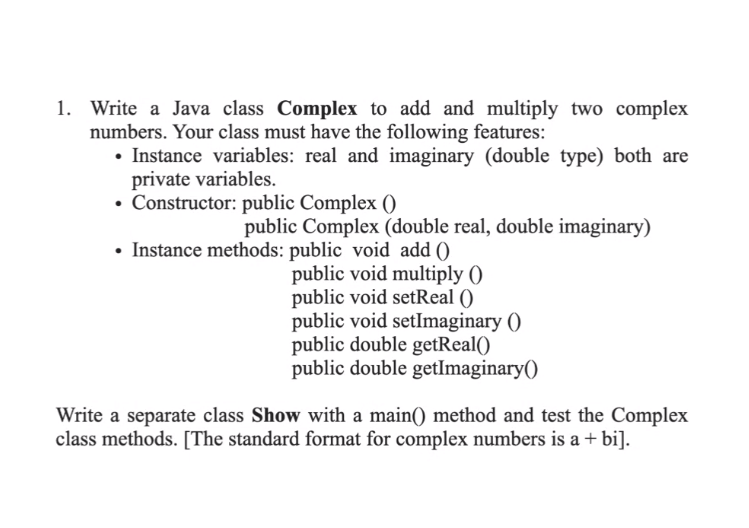 1. Write a Java class Complex to add and multiply two complex
numbers. Your class must have the following features:
• Instance variables: real and imaginary (double type) both are
private variables.
• Constructor: public Complex ()
public Complex (double real, double imaginary)
• Instance methods: public void add ()
public void multiply ()
public void setReal ()
public void setImaginary ()
public double getReal()
public double getImaginary()
Write a separate class Show with a main() method and test the Complex
class methods. [The standard format for complex numbers is a + bi].